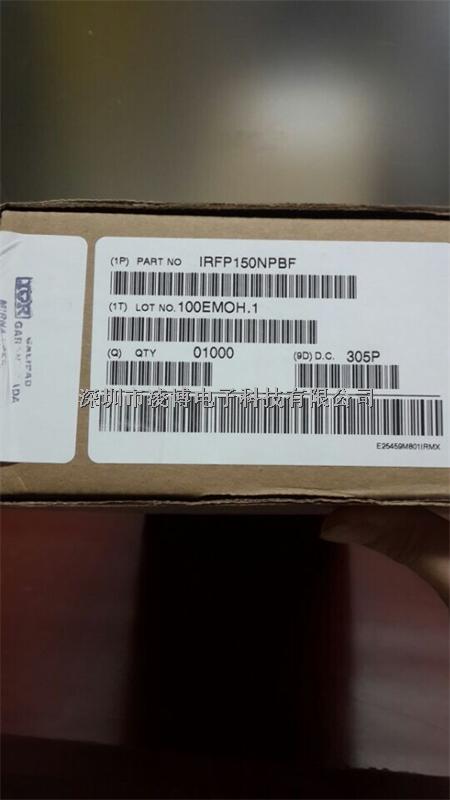 (1P) PART NO IRFP150NPBF
(1T) LOT NO. 100EMOH.1
(Q) QTY 01000 (9D) D.C. 305P
深圳市骏博电子科技有限公司
E25459M801IRMX
IOR